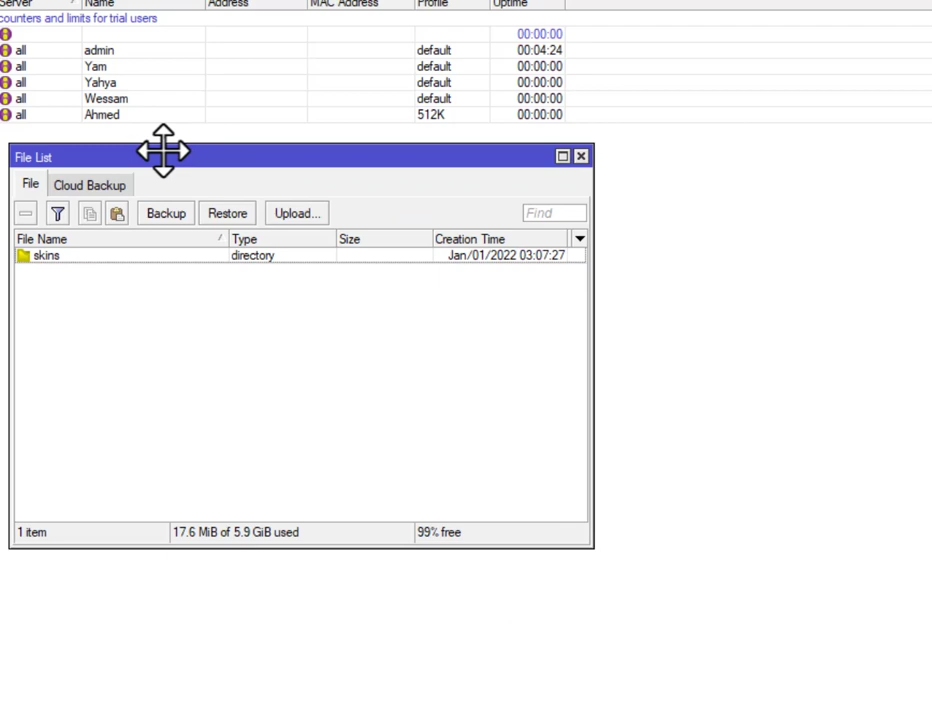 Server Name Address MAC Address Profile Uptime
counters and limits for trial users
00:00:00
all admin default 00:04:24
all Yam default 00:00:00
all Yahya default 00:00:00
all Wessam default 00:00:00
all Ahmed 512K 00:00:00
File List
File Cloud Backup
Backup Restore Upload... Find
File Name Type Size Creation Time
skins directory Jan/01/2022 03:07:27
1 item 17.6 MiB of 5.9 GiB used 99% free